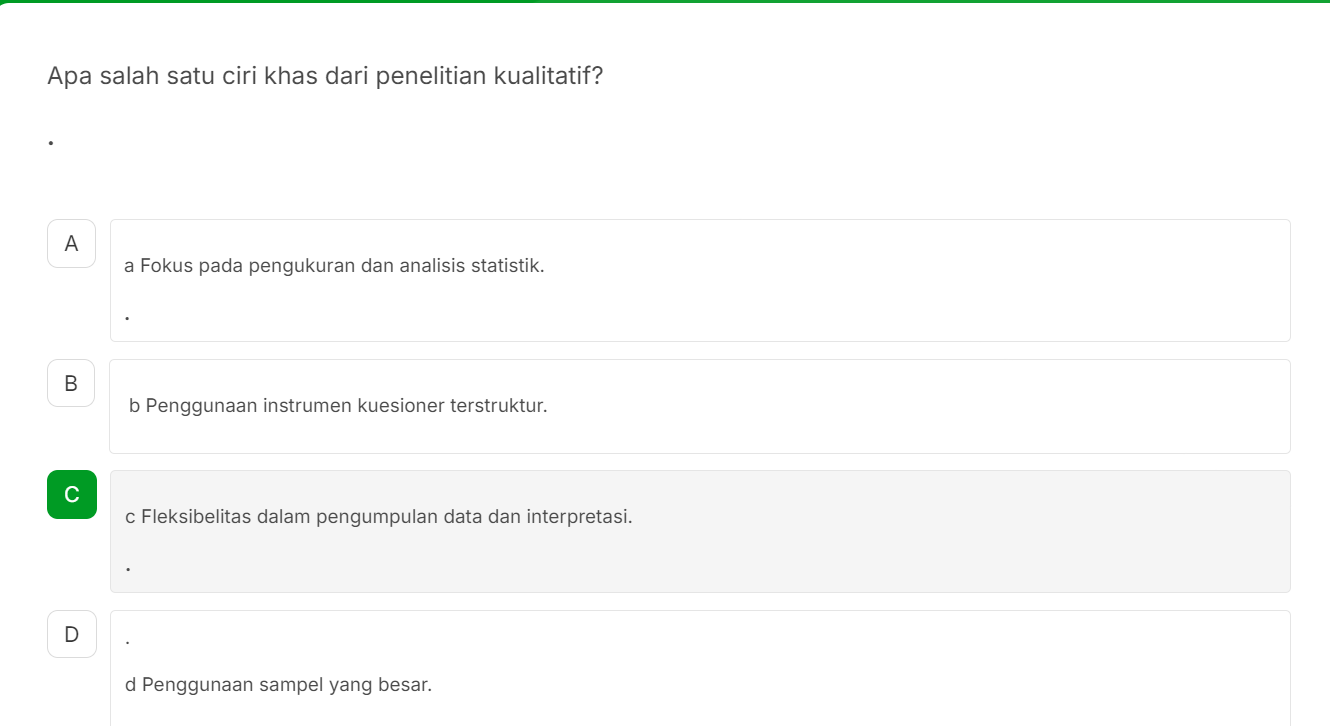 Apa salah satu ciri khas dari penelitian kualitatif?
.
A
a Fokus pada pengukuran dan analisis statistik.
.
B
b Penggunaan instrumen kuesioner terstruktur.
C
c Fleksibelitas dalam pengumpulan data dan interpretasi.
.
D
.
d Penggunaan sampel yang besar.